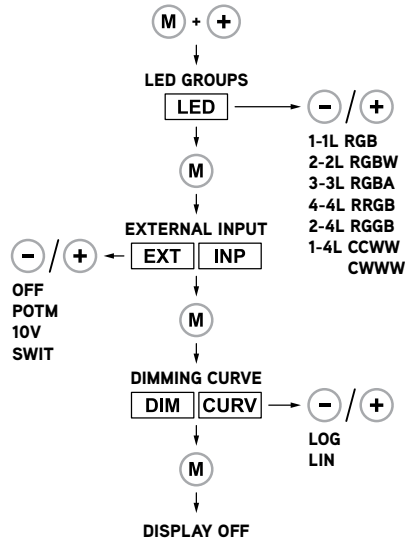 M + +
LED GROUPS
LED
− / +
1-1L RGB
2-2L RGBW
3-3L RGBA
4-4L RRGB
2-4L RGGB
1-4L CCWW
CWWW
M
EXTERNAL INPUT
− / +
EXT INP
OFF
POTM
10V
SWIT
M
DIMMING CURVE
DIM CURV
− / +
LOG
LIN
M
DISPLAY OFF